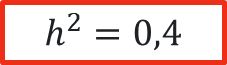 h² = 0,4